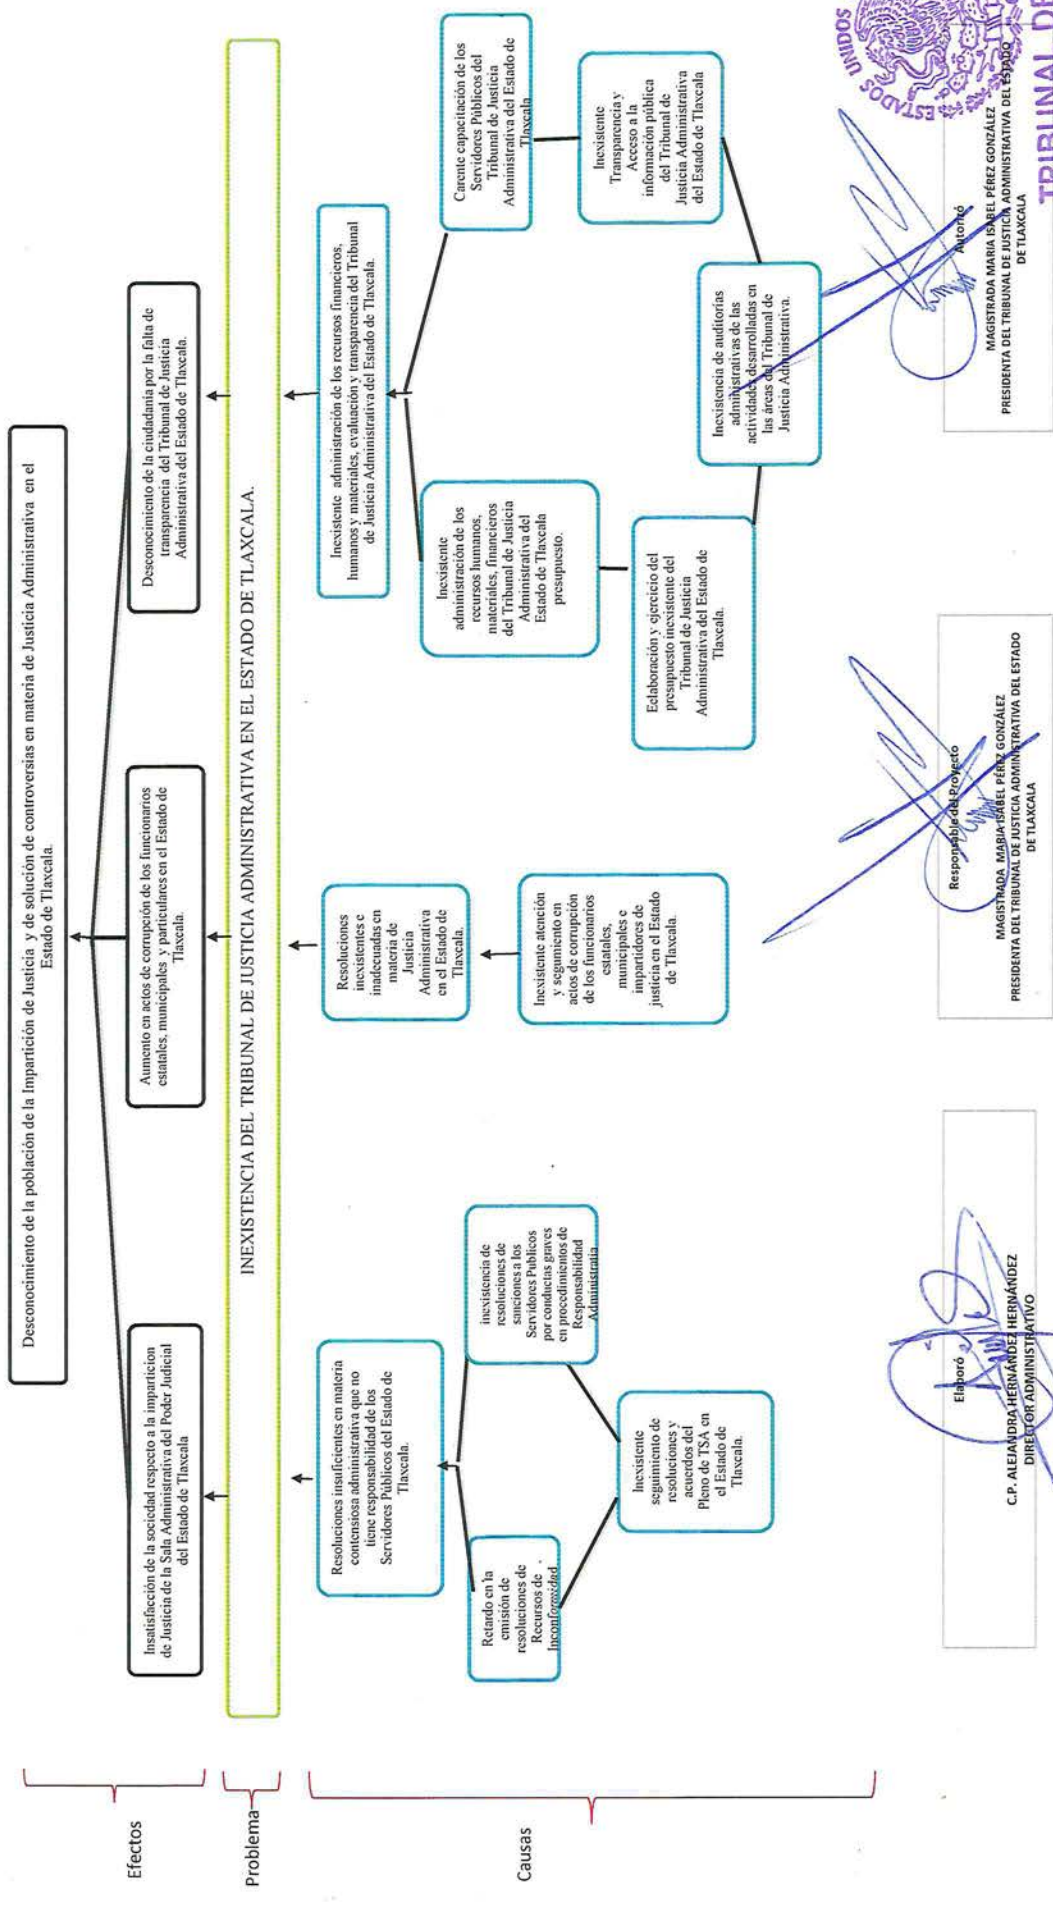 Efectos
Desconocimiento de la población de la Impartición de Justicia y de solución de controversias en materia de Justicia Administrativa en el
Estado de Tlaxcala.
Insatisfacción de la sociedad respecto a la imparticion
de Justicia de la Sala Administrativa del Poder Judicial
del Estado de Tlaxcala
Aumento en actos de corrupción de los funcionarios
estatales, municipales y particulares en el Estado de
Tlaxcala.
Desconocimiento de la ciudadanía por la falta de
transparencia del Tribunal de Justicia
Administrativa del Estado de Tlaxcala.
Problema
INEXISTENCIA DEL TRIBUNAL DE JUSTICIA ADMINISTRATIVA EN EL ESTADO DE TLAXCALA.
Causas
Resoluciones insuficientes en materia
contensiosa administrativa que no
tiene responsabilidad de los
Servidores Públicos del Estado de
Tlaxcala.
Retardo en la
emisión de
resoluciones de
Recursos de
Inconformidad
inexistencia de
resoluciones de
sanciones a los
Servidores Publicos
por conductas graves
en procedimientos de
Responsabilidad
Administratia
Inexistente
seguimiento de
resoluciones y
acuerdos del
Pleno de TSA en
el Estado de
Tlaxcala.
Resoluciones
inexistentes e
inadecuadas en
materia de
Justicia
Administrativa
en el Estado de
Tlaxcala.
Inexistente atención
y seguimiento en
actos de corrupción
de los funcionarios
estatales,
municipales e
impartidores de
justicia en el Estado
de Tlaxcala.
Inexistente administración de los recursos financieros,
humanos y materiales, evaluación y transparencia del Tribunal
de Justicia Administrativa del Estado de Tlaxcala.
Inexistente
administración de los
recursos humanos,
materiales, financieros
del Tribunal de Justicia
Administrativa del
Estado de Tlaxcala
presupuesto.
Carente capacitación de los
Servidores Públicos del
Tribunal de Justicia
Administrativa del Estado de
Tlaxcala
Eelaboración y ejercicio del
presupuesto inexistente del
Tribunal de Justicia
Administrativa del Estado de
Tlaxcala.
Inexistente
Transparencia y
Acceso a la
información pública
del Tribunal de
Justicia Administrativa
del Estado de Tlaxcala
Inexistencia de auditorías
administrativas de las
actividades desarrolladas en
las áreas del Tribunal de
Justicia Administrativa.
Elaboró
C.P. ALEJANDRA HERNÁNDEZ HERNÁNDEZ
DIRECTOR ADMINISTRATIVO
Responsable del Proyecto
MAGISTRADA MARIA ISABEL PÉREZ GONZÁLEZ
PRESIDENTA DEL TRIBUNAL DE JUSTICIA ADMINISTRATIVA DEL ESTADO
DE TLAXCALA
Autorizó
MAGISTRADA MARIA ISABEL PÉREZ GONZÁLEZ
PRESIDENTA DEL TRIBUNAL DE JUSTICIA ADMINISTRATIVA DEL ESTADO
DE TLAXCALA
ESTADOS UNIDOS
TRIBUNAL DE